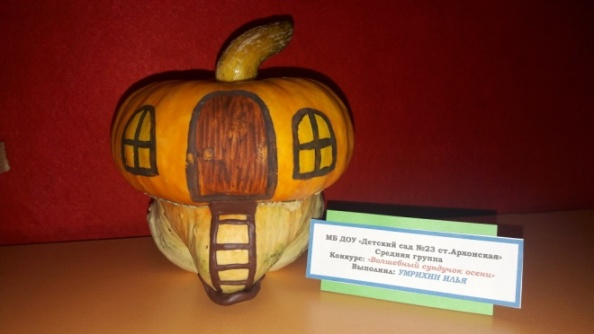 МБ ДОУ «Детский сад №23 ст.Архонская»
Средняя группа
Конкурс: «Волшебный сундучок осени»
Выполнил: УМРИХИН ИЛЬЯ